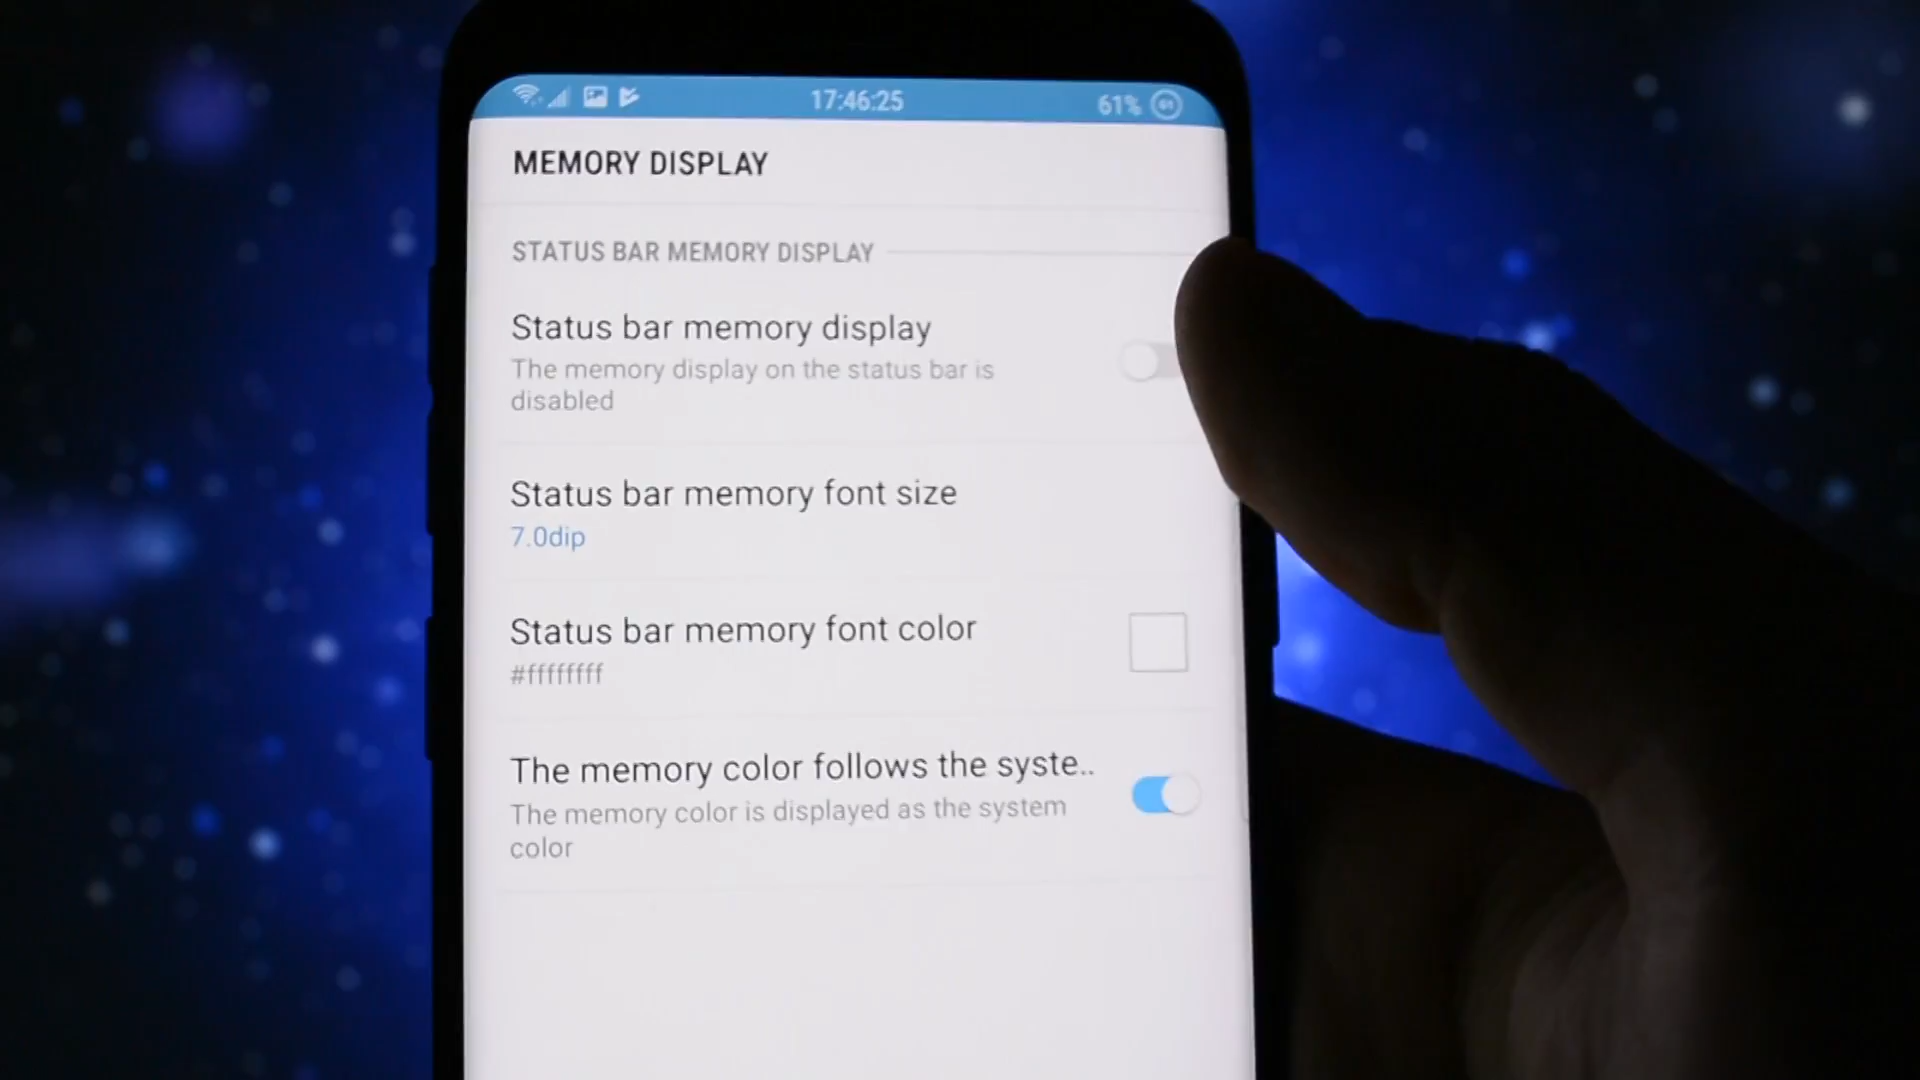 17:46:25
61% 61
MEMORY DISPLAY
STATUS BAR MEMORY DISPLAY
Status bar memory display
The memory display on the status bar is
disabled
Status bar memory font size
7.0dip
Status bar memory font color
#ffffffff
The memory color follows the syste..
The memory color is displayed as the system
color